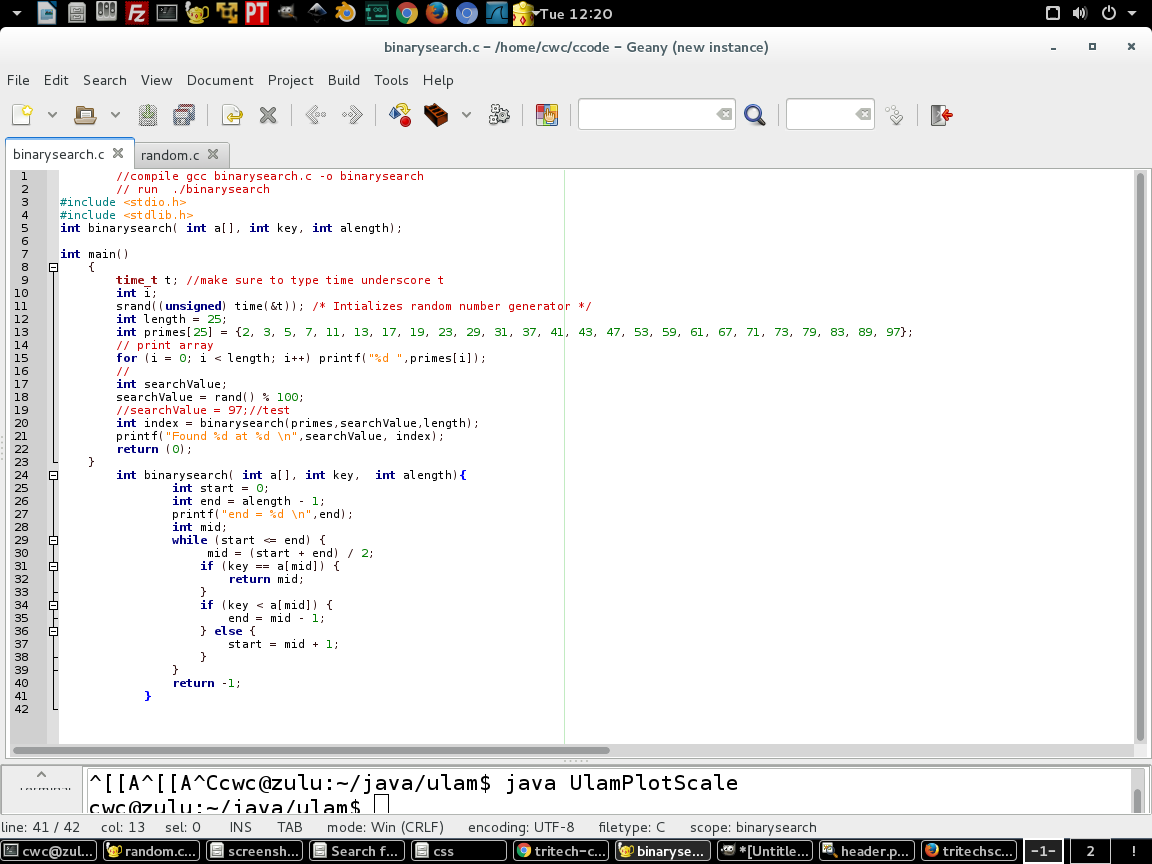 Fz
PT
Tue 12:20
binarysearch.c – /home/cwc/ccode – Geany (new instance)
File Edit Search View Document Project Build Tools Help
binarysearch.c random.c
1 //compile gcc binarysearch.c -o binarysearch
2 // run ./binarysearch
3 #include <stdio.h>
4 #include <stdlib.h>
5 int binarysearch( int a[], int key, int alength);
6
7 int main()
8 {
9 time_t t; //make sure to type time underscore t
10 int i;
11 srand((unsigned) time(&t)); /* Intializes random number generator */
12 int length = 25;
13 int primes[25] = {2, 3, 5, 7, 11, 13, 17, 19, 23, 29, 31, 37, 41, 43, 47, 53, 59, 61, 67, 71, 73, 79, 83, 89, 97};
14 // print array
15 for (i = 0; i < length; i++) printf("%d ",primes[i]);
16 //
17 int searchValue;
18 searchValue = rand() % 100;
19 //searchValue = 97;//test
20 int index = binarysearch(primes,searchValue,length);
21 printf("Found %d at %d \n",searchValue, index);
22 return (0);
23 }
24 int binarysearch( int a[], int key, int alength){
25 int start = 0;
26 int end = alength - 1;
27 printf("end = %d \n",end);
28 int mid;
29 while (start <= end) {
30 mid = (start + end) / 2;
31 if (key == a[mid]) {
32 return mid;
33 }
34 if (key < a[mid]) {
35 end = mid - 1;
36 } else {
37 start = mid + 1;
38 }
39 }
40 return -1;
41 }
42
^[[A^[[A^Ccwc@zulu:~/java/ulam$ java UlamPlotScale
cwc@zulu:~/java/ulam$
line: 41 / 42 col: 13 sel: 0 INS TAB mode: Win (CRLF) encoding: UTF-8 filetype: C scope: binarysearch
cwc@zul... random.c... screensh... Search f... css tritech-c... binaryse... *[Untitle... header.p... tritechsc... -1- 2 !